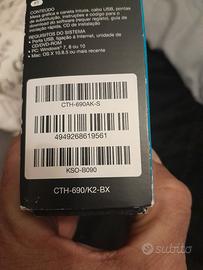 CONTEÚDO
Mesa gráfica e caneta Intuos, cabo USB, pontas
de substituição, instruções e código para o
download do software (requer registo), guia de
configuração rápida, CD de instalação
REQUISITOS DO SISTEMA
• Porta USB, ligação à Internet, unidade de
CD/DVD-ROM
• PC: Windows® 7, 8 ou 10
• Mac: OS X 10.8.5 ou mais recente
CTH-690AK-S
4949268619561
KSO-B090
CTH-690/K2-BX
subito